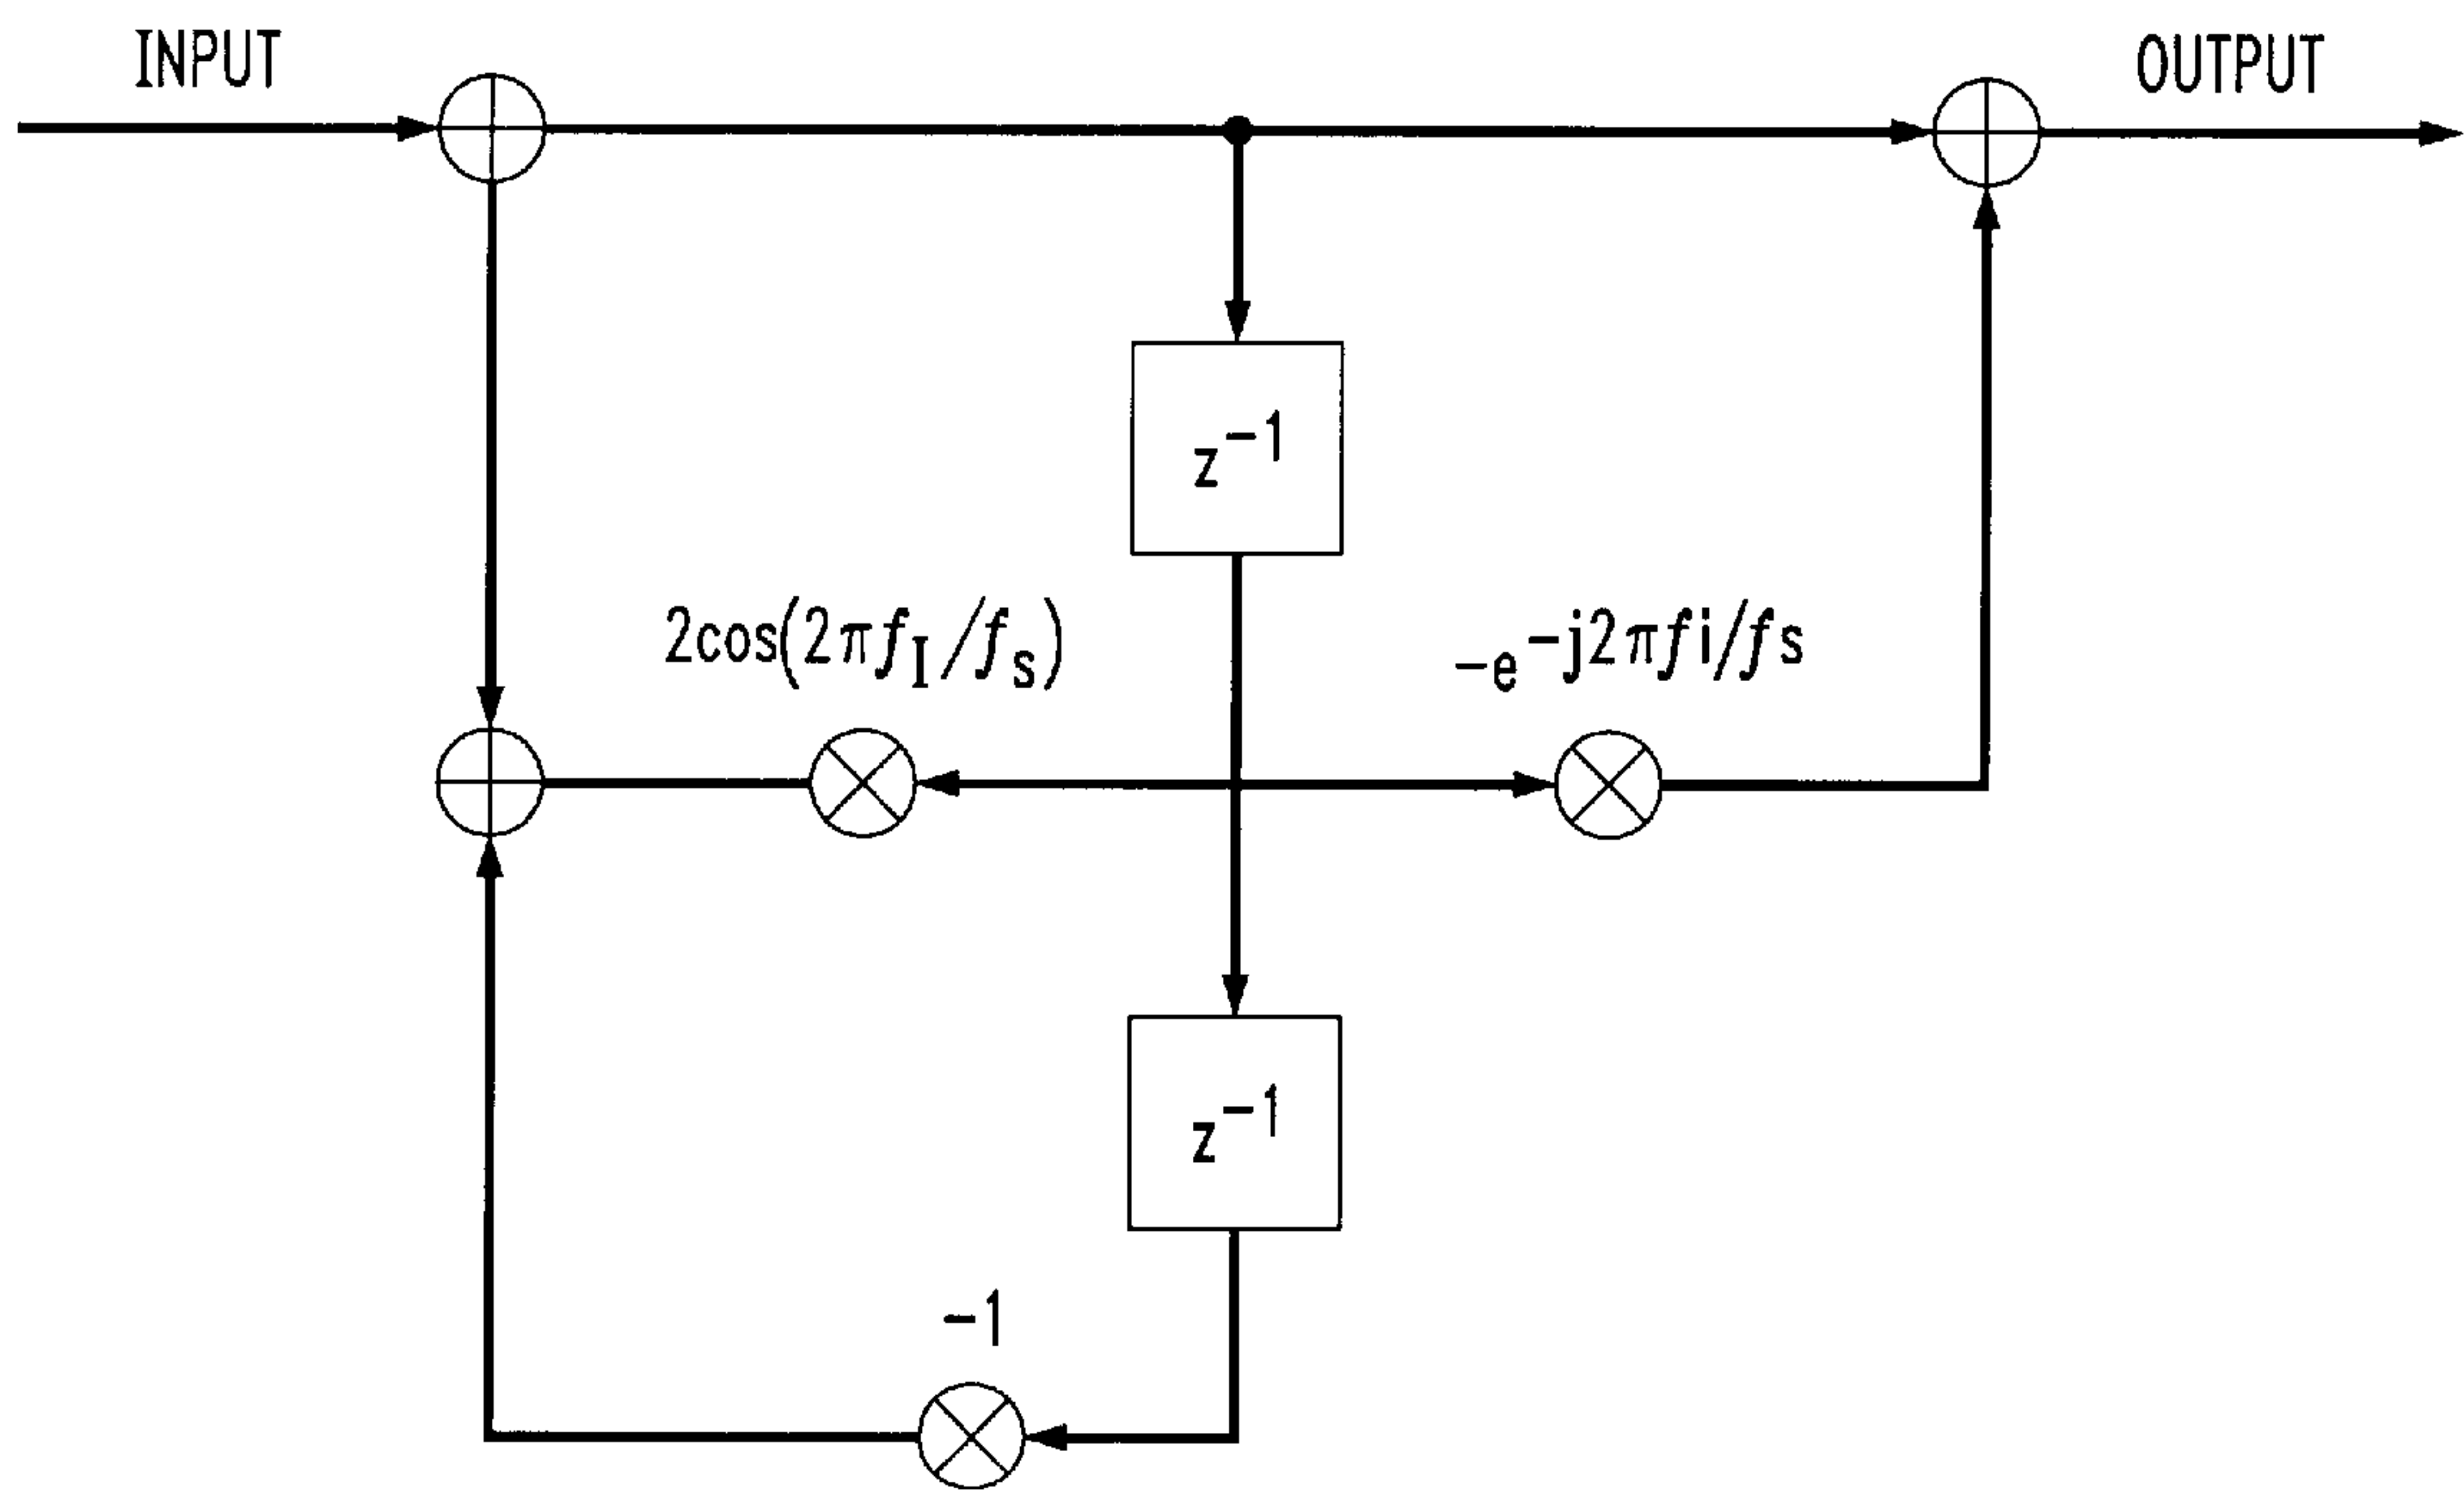 INPUT
OUTPUT
z⁻¹
2cos(2πf_I/f_s)
-e^-j2πfi/fs
z⁻¹
-1